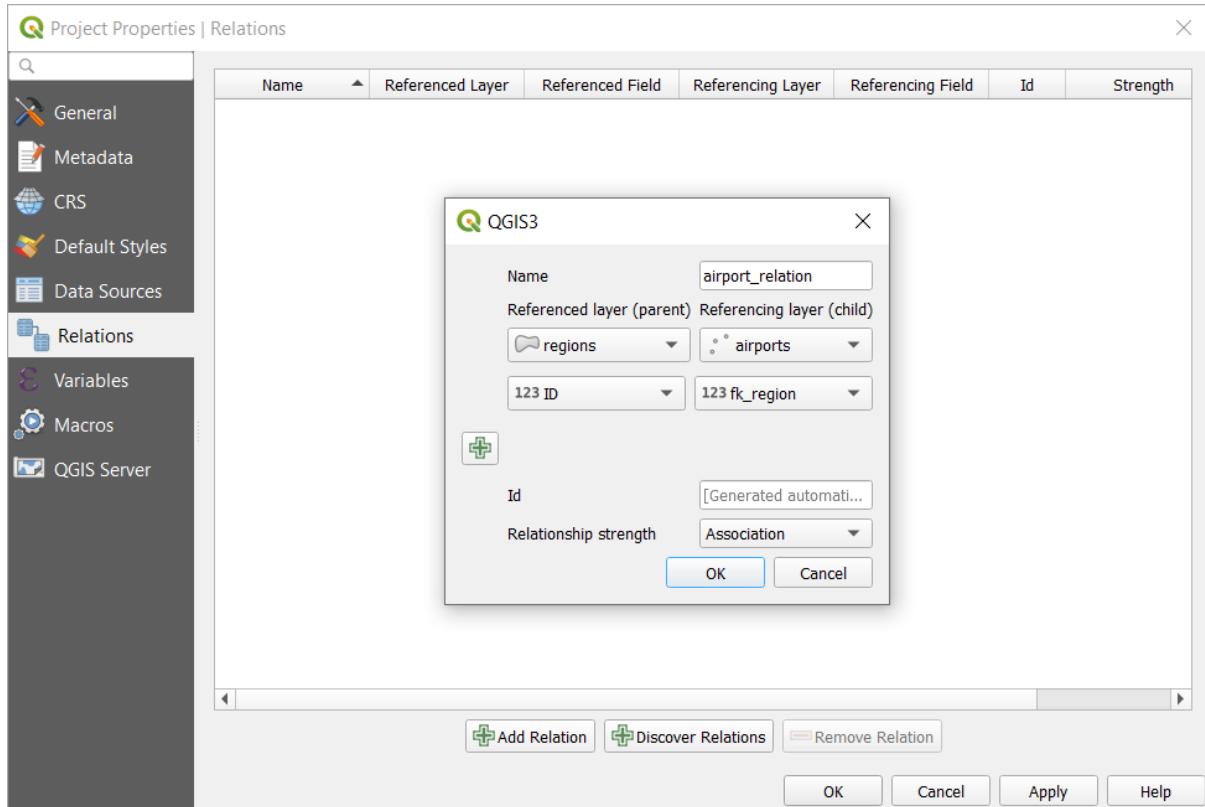 Project Properties | Relations
Name Referenced Layer Referenced Field Referencing Layer Referencing Field Id Strength
General
Metadata
CRS
Default Styles
Data Sources
Relations
Variables
Macros
QGIS Server
QGIS3
Name airport_relation
Referenced layer (parent) Referencing layer (child)
regions airports
123 ID 123 fk_region
Id [Generated automati...
Relationship strength Association
OK Cancel
Add Relation Discover Relations Remove Relation
OK Cancel Apply Help